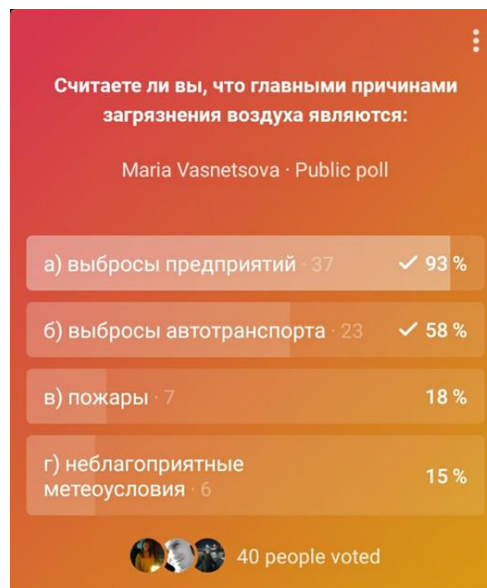 Считаете ли вы, что главными причинами
загрязнения воздуха являются:
Maria Vasnetsova · Public poll
а) выбросы предприятий · 37 93 %
б) выбросы автотранспорта · 23 58 %
в) пожары · 7 18 %
г) неблагоприятные
метеоусловия · 6 15 %
40 people voted